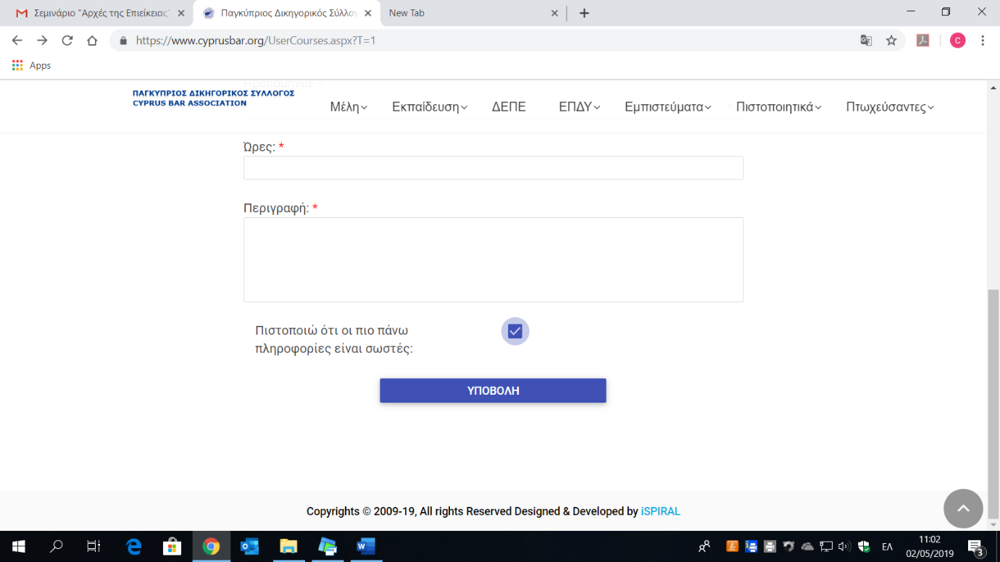 Σεμινάριο "Αρχές της Επιείκειας"
Παγκύπριος Δικηγορικός Σύλλογ
New Tab
https://www.cyprusbar.org/UserCourses.aspx?T=1
C
Apps
Ημερομηνία: *
ΠΑΓΚΥΠΡΙΟΣ ΔΙΚΗΓΟΡΙΚΟΣ ΣΥΛΛΟΓΟΣ
CYPRUS BAR ASSOCIATION
Μέλη
Εκπαίδευση
ΔΕΠΕ
ΕΠΔΥ
Εμπιστεύματα
Πιστοποιητικά
Πτωχεύσαντες
Ώρες: *
Περιγραφή: *
Πιστοποιώ ότι οι πιο πάνω
πληροφορίες είναι σωστές:
ΥΠΟΒΟΛΗ
Copyrights © 2009-19, All rights Reserved Designed & Developed by iSPIRAL
ΕΛ
11:02
02/05/2019
3